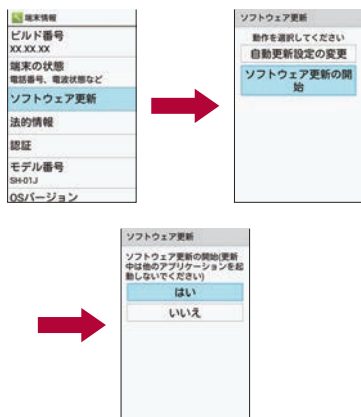 端末情報
ビルド番号
XX.XX.XX
端末の状態
電話番号、電波状態など
ソフトウェア更新
法的情報
認証
モデル番号
SH-01J
OSバージョン
ソフトウェア更新
動作を選択してください
自動更新設定の変更
ソフトウェア更新の開
始
ソフトウェア更新
ソフトウェア更新の開始(更新
中は他のアプリケーションを起
動しないでください)
はい
いいえ